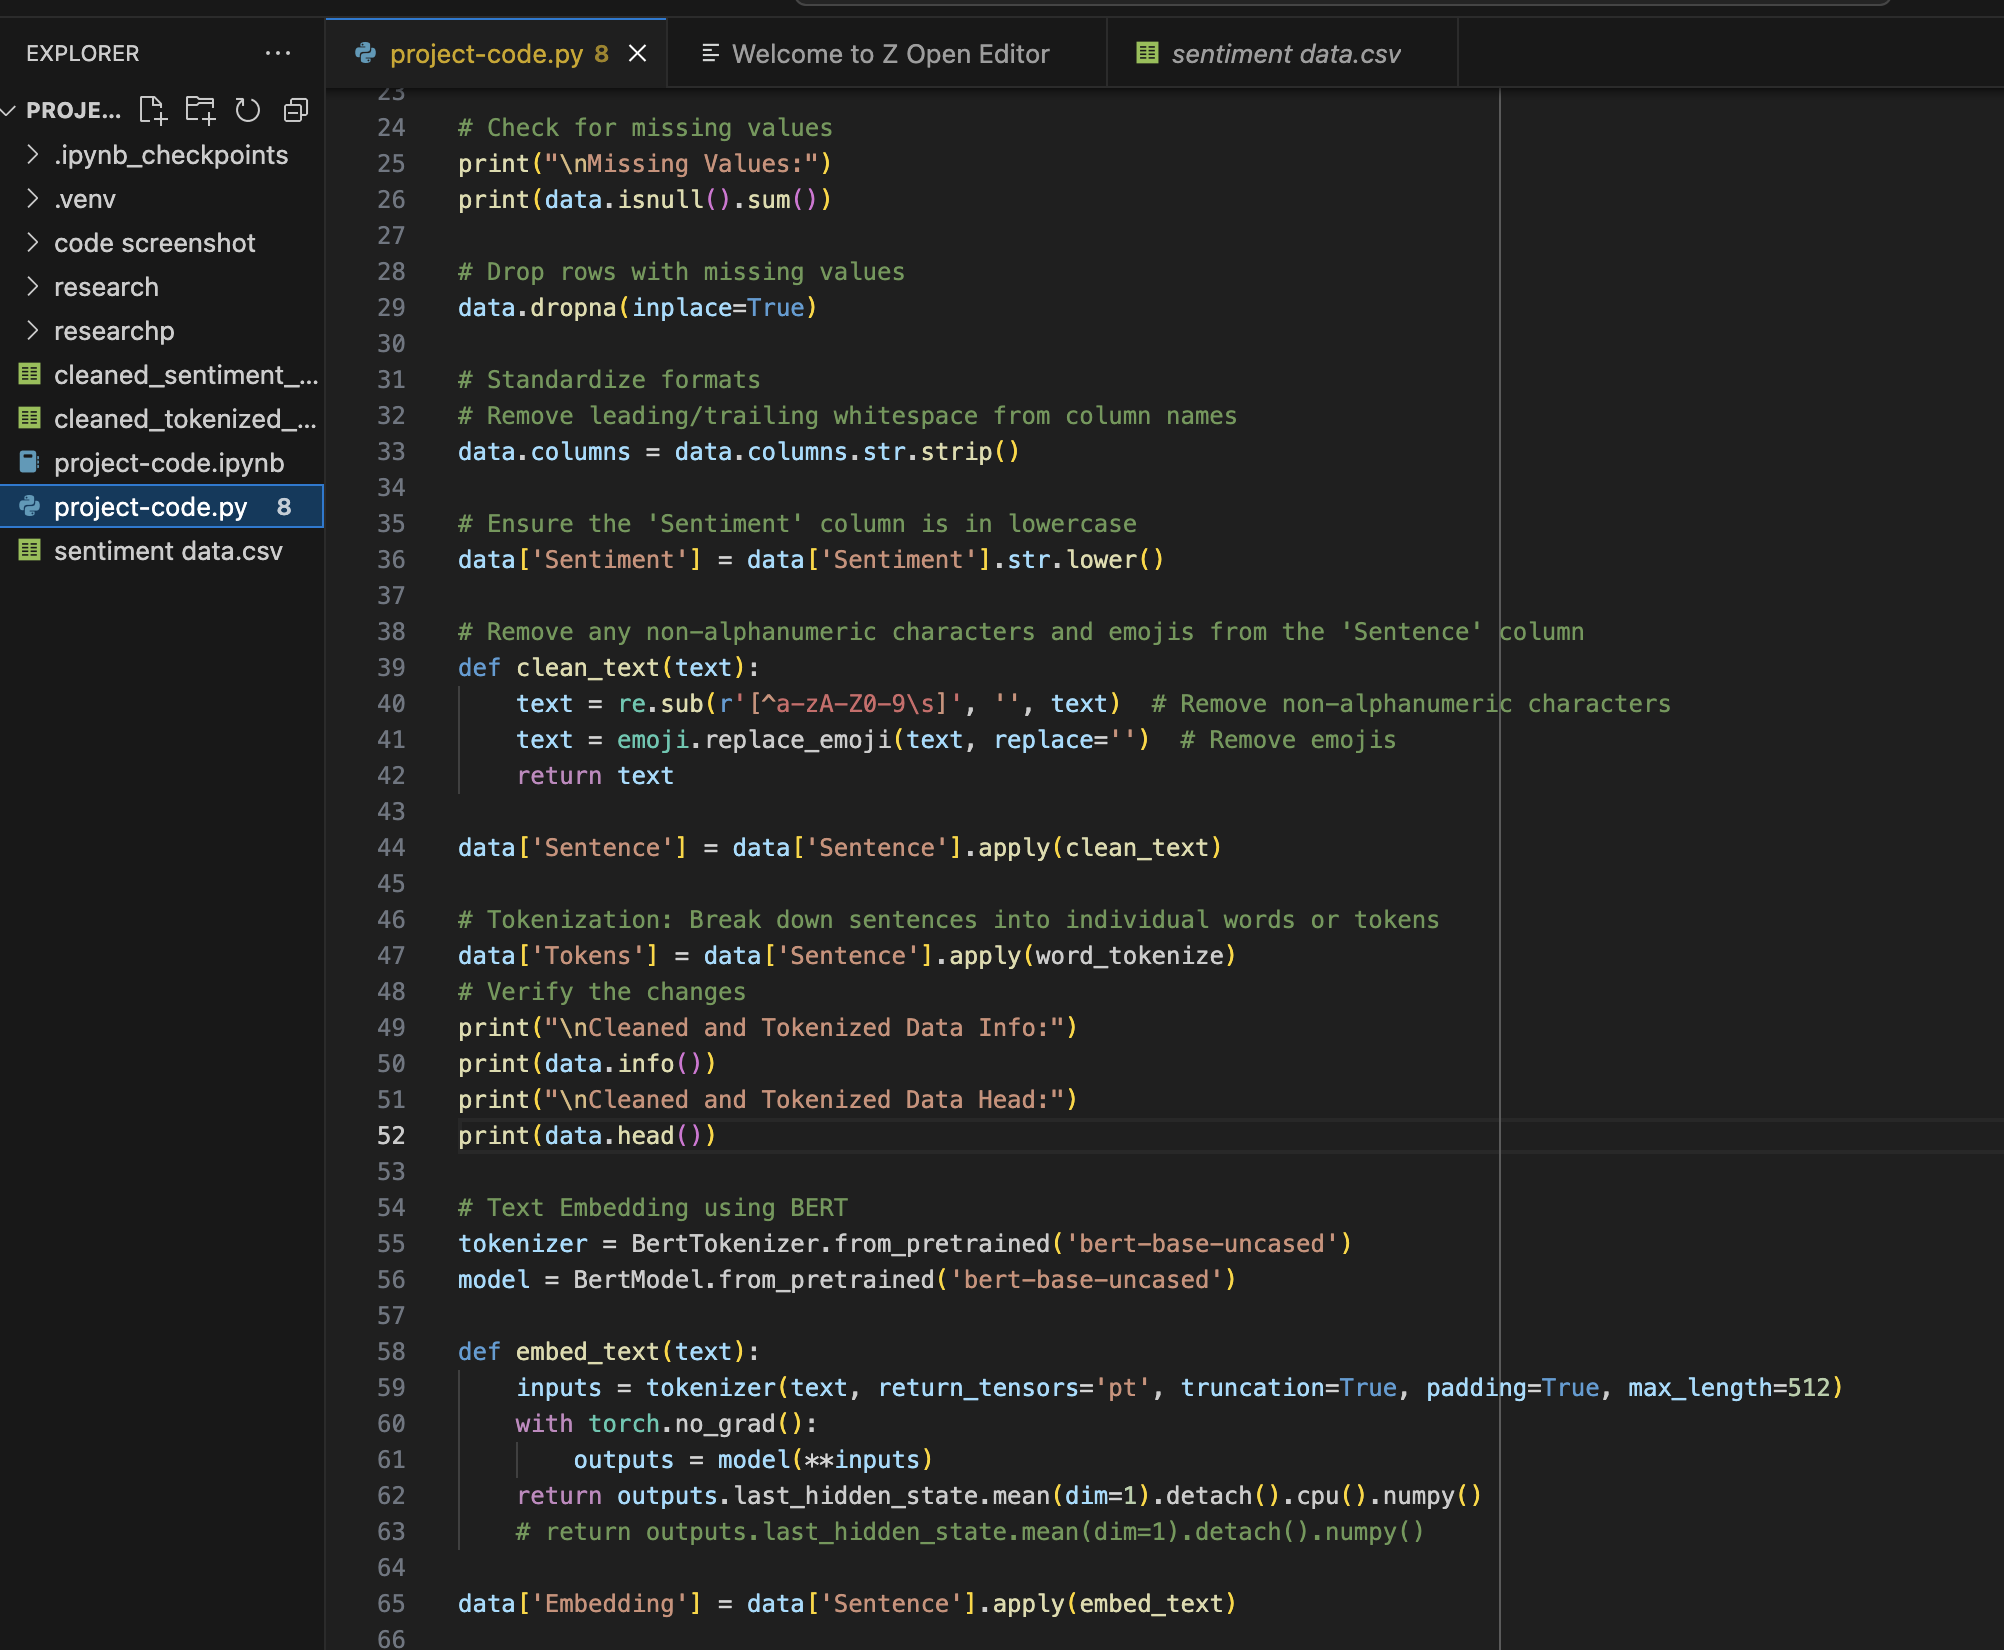 EXPLORER ...
PROJE...
.ipynb_checkpoints
.venv
code screenshot
research
researchp
cleaned_sentiment_...
cleaned_tokenized_...
project-code.ipynb
project-code.py 8
sentiment data.csv
project-code.py 8
Welcome to Z Open Editor
sentiment data.csv
23
24 # Check for missing values
25 print("\nMissing Values:")
26 print(data.isnull().sum())
27
28 # Drop rows with missing values
29 data.dropna(inplace=True)
30
31 # Standardize formats
32 # Remove leading/trailing whitespace from column names
33 data.columns = data.columns.str.strip()
34
35 # Ensure the 'Sentiment' column is in lowercase
36 data['Sentiment'] = data['Sentiment'].str.lower()
37
38 # Remove any non-alphanumeric characters and emojis from the 'Sentence' column
39 def clean_text(text):
40     text = re.sub(r'[^a-zA-Z0-9\s]', '', text)  # Remove non-alphanumeric characters
41     text = emoji.replace_emoji(text, replace='')  # Remove emojis
42     return text
43
44 data['Sentence'] = data['Sentence'].apply(clean_text)
45
46 # Tokenization: Break down sentences into individual words or tokens
47 data['Tokens'] = data['Sentence'].apply(word_tokenize)
48 # Verify the changes
49 print("\nCleaned and Tokenized Data Info:")
50 print(data.info())
51 print("\nCleaned and Tokenized Data Head:")
52 print(data.head())
53
54 # Text Embedding using BERT
55 tokenizer = BertTokenizer.from_pretrained('bert-base-uncased')
56 model = BertModel.from_pretrained('bert-base-uncased')
57
58 def embed_text(text):
59     inputs = tokenizer(text, return_tensors='pt', truncation=True, padding=True, max_length=512)
60     with torch.no_grad():
61         outputs = model(**inputs)
62     return outputs.last_hidden_state.mean(dim=1).detach().cpu().numpy()
63     # return outputs.last_hidden_state.mean(dim=1).detach().numpy()
64
65 data['Embedding'] = data['Sentence'].apply(embed_text)
66